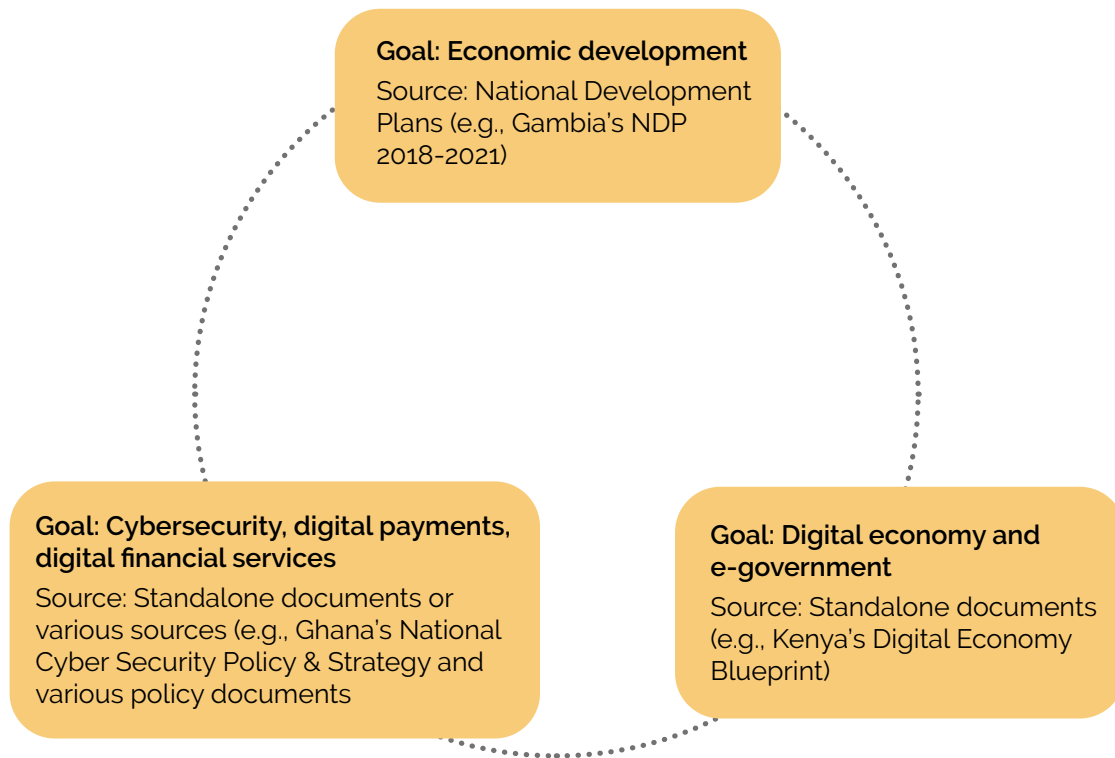 Goal: Economic development
Source: National Development
Plans (e.g., Gambia's NDP
2018-2021)
Goal: Cybersecurity, digital payments,
digital financial services
Source: Standalone documents or
various sources (e.g., Ghana's National
Cyber Security Policy & Strategy and
various policy documents
Goal: Digital economy and
e-government
Source: Standalone documents
(e.g., Kenya's Digital Economy
Blueprint)